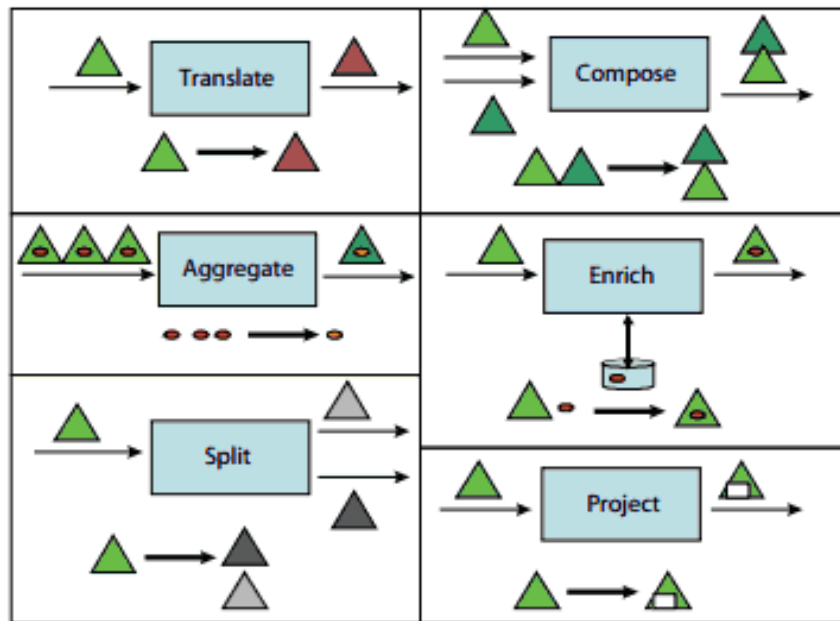 Translate
Compose
Aggregate
Enrich
Split
Project